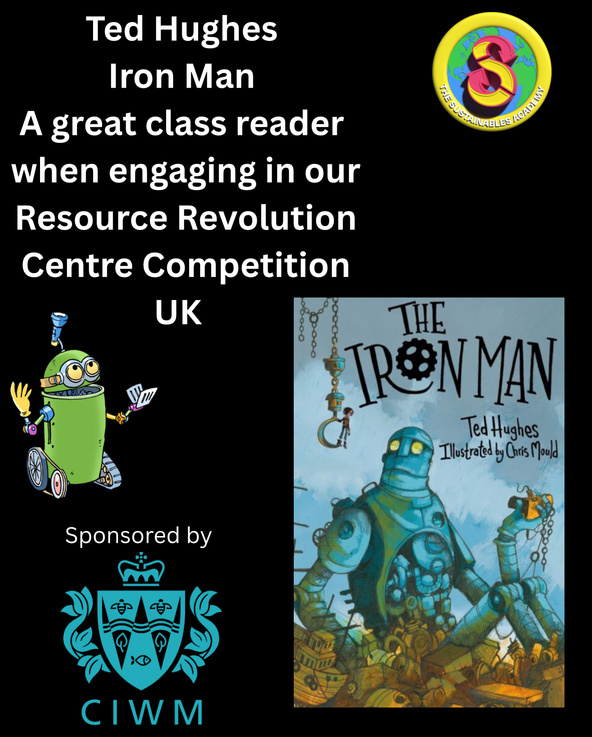 Ted Hughes
Iron Man
A great class reader
when engaging in our
Resource Revolution
Centre Competition
UK
S
THE SUSTAINABLES ACADEMY
THE
IRON MAN
Ted Hughes
Illustrated by Chris Mould
Sponsored by
CIWM